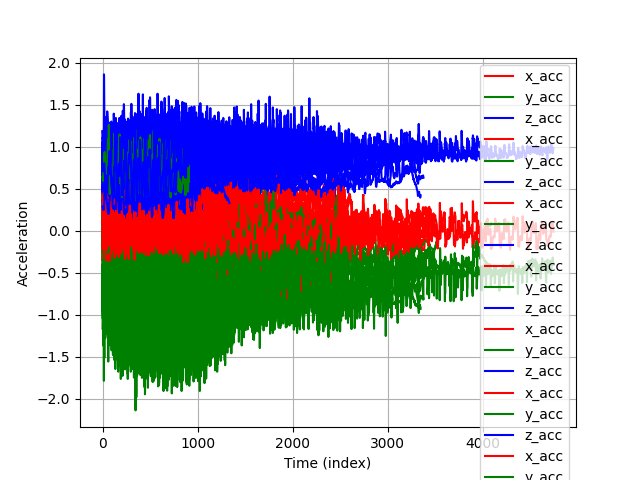 2.0
1.5
1.0
0.5
0.0
−0.5
−1.0
−1.5
−2.0
Acceleration
0
1000
2000
3000
4000
Time (index)
x_acc
y_acc
z_acc
x_acc
y_acc
z_acc
x_acc
y_acc
z_acc
x_acc
y_acc
z_acc
x_acc
y_acc
z_acc
x_acc
y_acc
z_acc
x_acc
y_acc